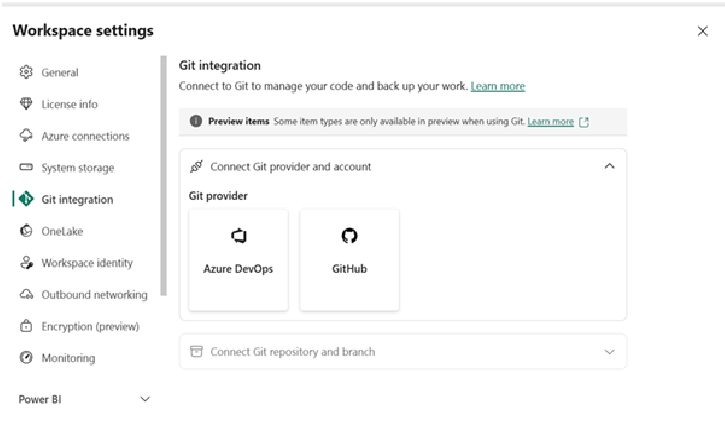 Workspace settings
General
License info
Azure connections
System storage
Git integration
OneLake
Workspace identity
Outbound networking
Encryption (preview)
Monitoring
Power BI
Git integration
Connect to Git to manage your code and back up your work. Learn more
Preview items Some item types are only available in preview when using Git. Learn more
Connect Git provider and account
Git provider
Azure DevOps
GitHub
Connect Git repository and branch